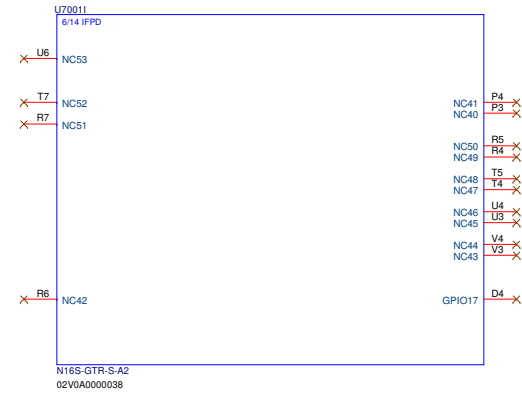 U7001I
6/14 IFPD
U6 NC53
T7 NC52
NC41 P4
NC40 P3
R7 NC51
NC50 R5
NC49 R4
NC48 T5
NC47 T4
NC46 U4
NC45 U3
NC44 V4
NC43 V3
R6 NC42
GPIO17 D4
N16S-GTR-S-A2
02V0A0000038